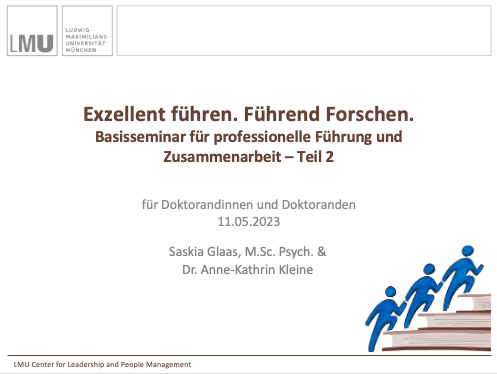 LMU
LUDWIG-
MAXIMILIANS-
UNIVERSITÄT
MÜNCHEN
Exzellent führen. Führend Forschen.
Basisseminar für professionelle Führung und
Zusammenarbeit – Teil 2
für Doktorandinnen und Doktoranden
11.05.2023
Saskia Glaas, M.Sc. Psych. &
Dr. Anne-Kathrin Kleine
LMU Center for Leadership and People Management